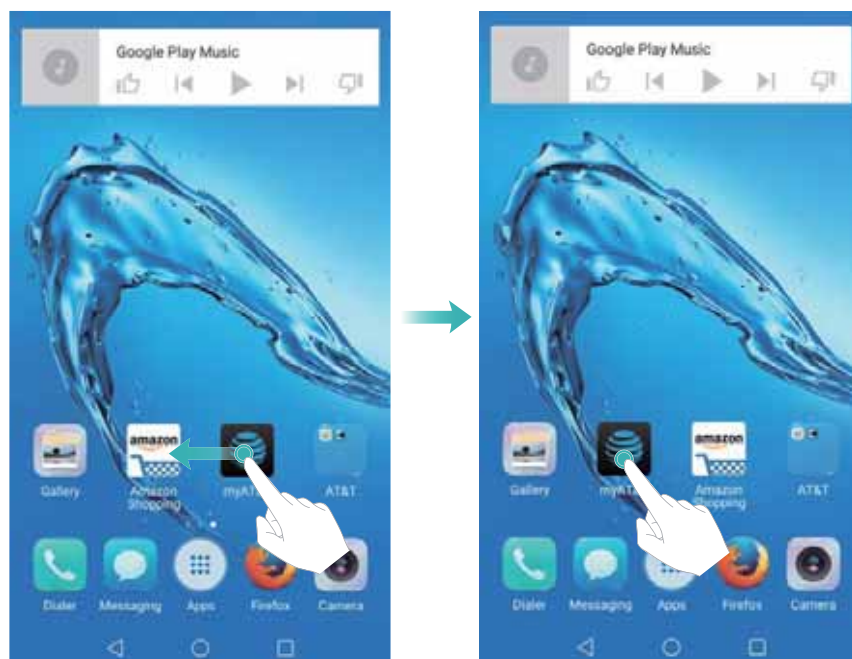 Google Play Music
amazon
Gallery
Amazon
Shopping
myAT&T
AT&T
Dialer
Messaging
Apps
Firefox
Camera
Google Play Music
amazon
Gallery
Amazon
Shopping
AT&T
Dialer
Messaging
Apps
Firefox
Camera